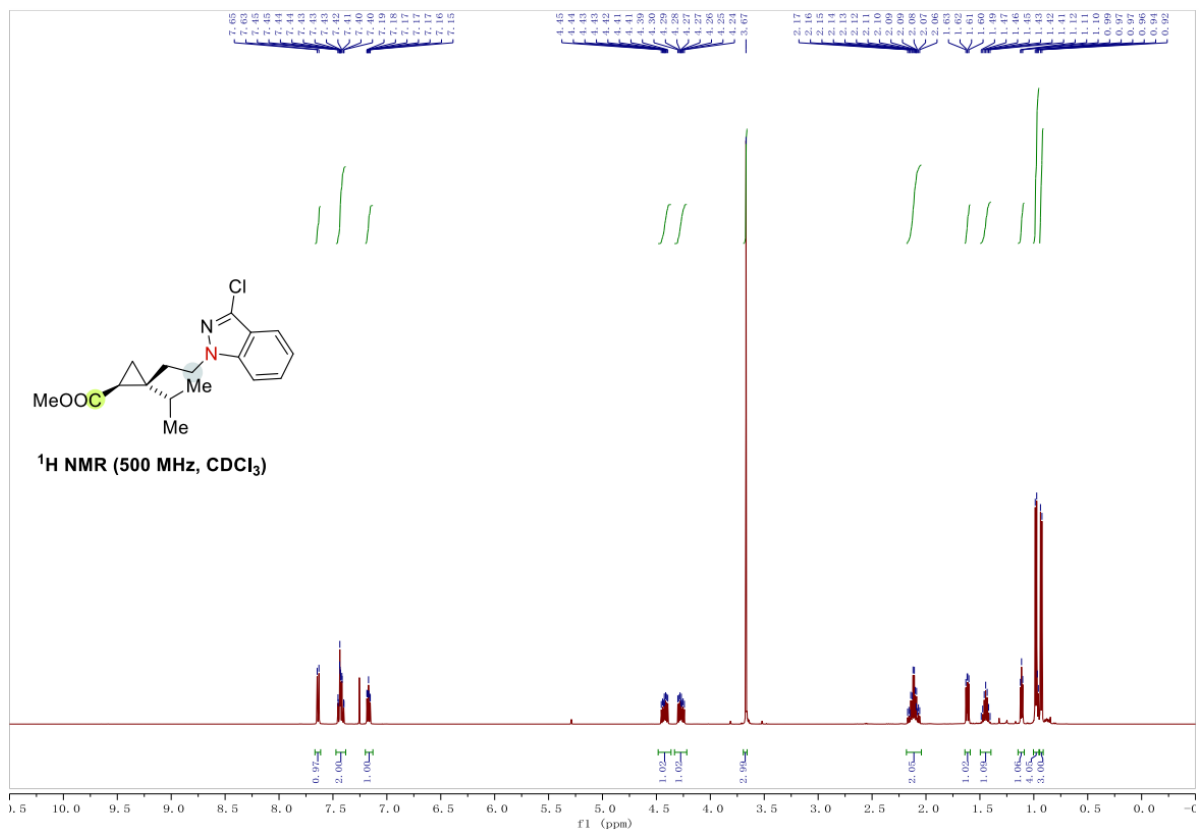 7.65 7.63 7.45 7.45 7.44 7.44 7.43 7.43 7.43 7.42 7.41 7.40 7.40 7.19 7.18 7.17 7.17 7.17 7.16 7.15
4.45 4.44 4.43 4.43 4.42 4.41 4.41 4.39 4.30 4.29 4.28 4.27 4.27 4.26 4.25 4.24 3.67
2.17 2.16 2.15 2.14 2.13 2.12 2.11 2.10 2.09 2.09 2.08 2.07 2.06 1.63 1.62 1.61 1.60 1.49 1.47 1.46 1.45 1.43 1.42 1.41 1.12 1.11 1.10 0.99 0.97 0.97 0.96 0.94 0.92
Cl
N
N
Me
MeOOC
Me
¹H NMR (500 MHz, CDCl₃)
0.97 2.00 1.00 1.02 1.02 2.99 2.05 1.02 1.09 1.06 4.05 3.00
10.0 9.5 9.0 8.5 8.0 7.5 7.0 6.5 6.0 5.5 5.0 4.5 4.0 3.5 3.0 2.5 2.0 1.5 1.0 0.5 0.0
f1 (ppm)